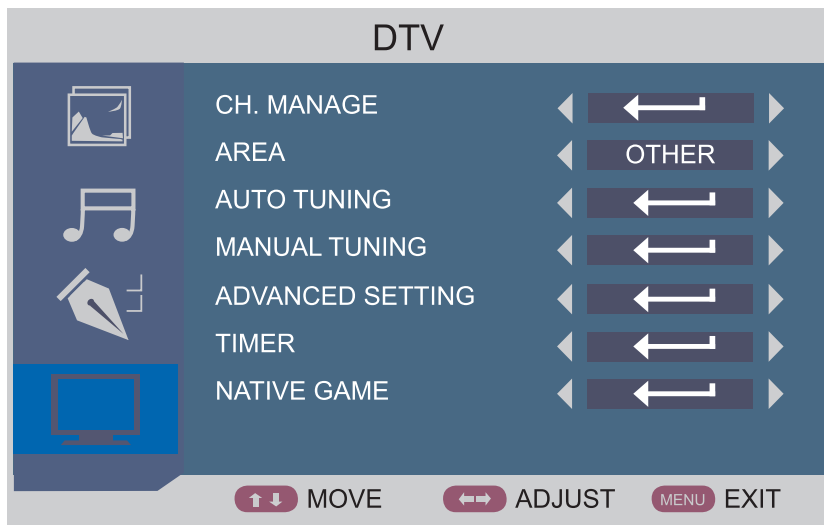 DTV
CH. MANAGE
AREA OTHER
AUTO TUNING
MANUAL TUNING
ADVANCED SETTING
TIMER
NATIVE GAME
MOVE ADJUST MENU EXIT